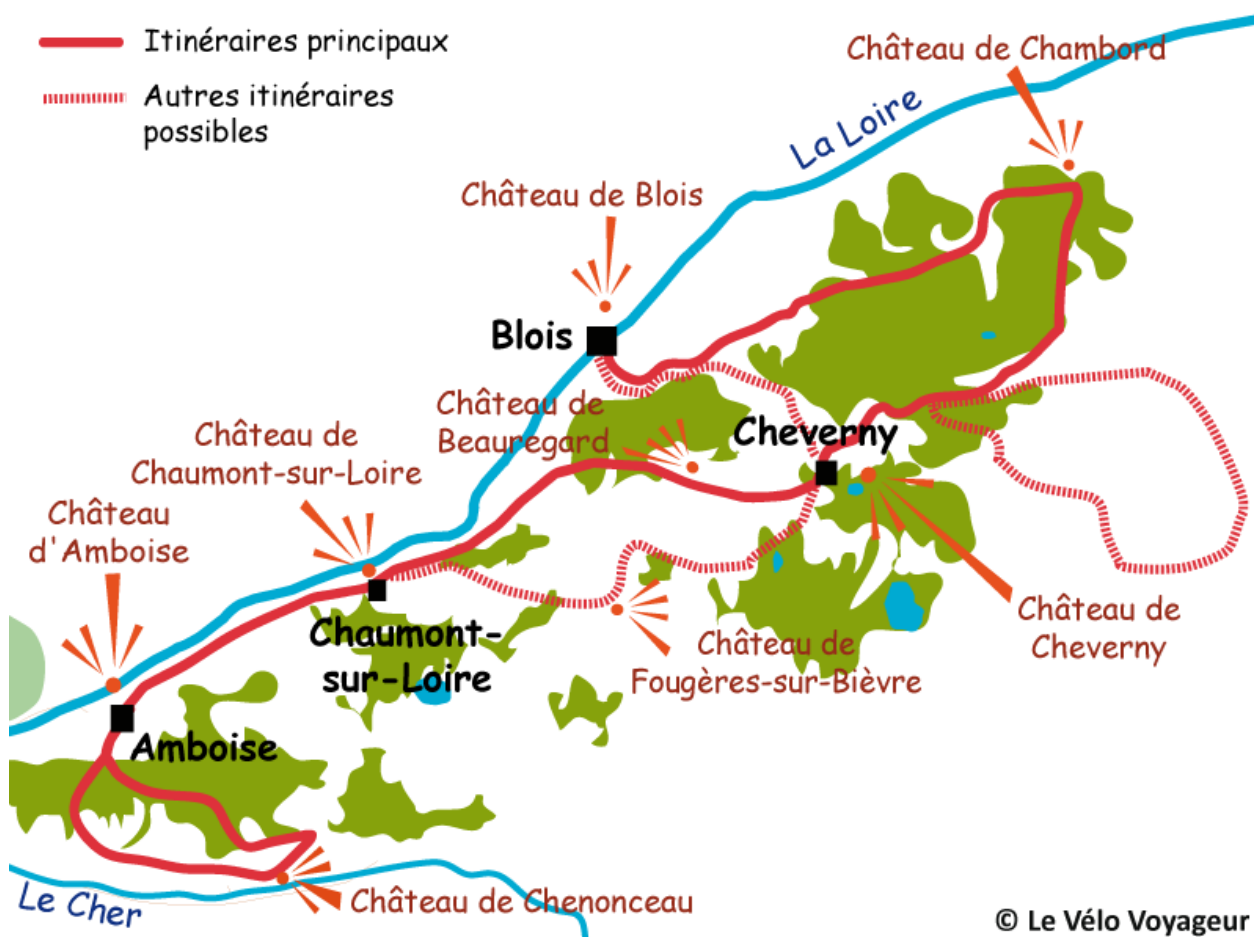 Itinéraires principaux
Autres itinéraires
possibles
Château de Chambord
La Loire
Château de Blois
Blois
Château de
Beauregard
Cheverny
Château de
Chaumont-sur-Loire
Château
d'Amboise
Chaumont-
sur-Loire
Château de
Cheverny
Château de
Fougères-sur-Bièvre
Amboise
Le Cher
Château de Chenonceau
© Le Vélo Voyageur